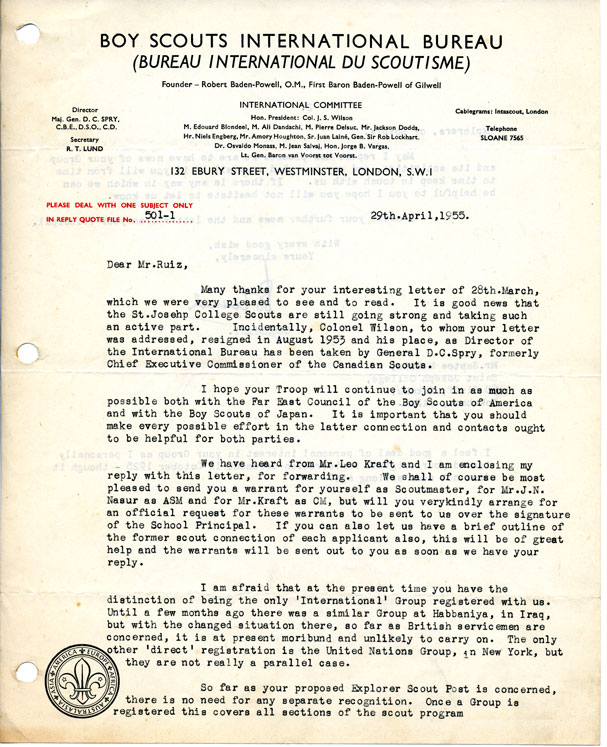 BOY SCOUTS INTERNATIONAL BUREAU
(BUREAU INTERNATIONAL DU SCOUTISME)
Founder – Robert Baden-Powell, O.M., First Baron Baden-Powell of Gilwell
Director
Maj. Gen. D. C. SPRY,
C.B.E., D.S.O., C.D.
Secretary
R. T. LUND
INTERNATIONAL COMMITTEE
Hon. President: Col. J. S. Wilson
M. Edouard Blondeel, M. Ali Dandachi, M. Pierre Delsuc, Mr. Jackson Dodds,
Hr. Niels Engberg, Mr. Amory Houghton, Sr. Juan Lainé, Gen. Sir Rob Lockhart.
Dr. Osvaldo Monass, M. Jean Salvaj, Hon. Jorge B. Vargas,
Lt. Gen. Baron van Voorst tot Voorst.
Cablegrams: Intascout, London
Telephone
SLOANE 7565
132 EBURY STREET, WESTMINSTER, LONDON, S.W.1
PLEASE DEAL WITH ONE SUBJECT ONLY
IN REPLY QUOTE FILE No. 501-1
29th.April,1955.
Dear Mr.Ruiz,
Many thanks for your interesting letter of 28th.March,
which we were very pleased to see and to read. It is good news that
the St.Josehp College Scouts are still going strong and taking such
an active part. Incidentally, Colonel Wilson, to whom your letter
was addressed, resigned in August 1953 and his place, as Director of
the International Bureau has been taken by General D.C.Spry, formerly
Chief Executive Commissioner of the Canadian Scouts.
I hope your Troop will continue to join in as much as
possible both with the Far East Council of the Boy Scouts of America
and with the Boy Scouts of Japan. It is important that you should
make every possible effort in the latter connection and contacts ought
to be helpful for both parties.
We have heard from Mr.Leo Kraft and I am enclosing my
reply with this letter, for forwarding. We shall of course be most
pleased to send you a warrant for yourself as Scoutmaster, for Mr.J.N.
Nasur as ASM and for Mr.Kraft as CM, but will you verykindly arrange for
an official request for these warrants to be sent to us over the signature
of the School Principal. If you can also let us have a brief outline of
the former scout connection of each applicant also, this will be of great
help and the warrants will be sent out to you as soon as we have your
reply.
I am afraid that at the present time you have the
distinction of being the only 'International' Group registered with us.
Until a few months ago there was a similar Group at Habbaniya, in Iraq,
but with the changed situation there, so far as British servicemen are
concerned, it is at present moribund and unlikely to carry on. The only
other 'direct' registration is the United Nations Group, in New York, but
they are not really a parallel case.
So far as your proposed Explorer Scout Post is concerned,
there is no need for any separate recognition. Once a Group is
registered this covers all sections of the scout program
ASIA AMERICA EUROPE AFRICA AUSTRALASIA